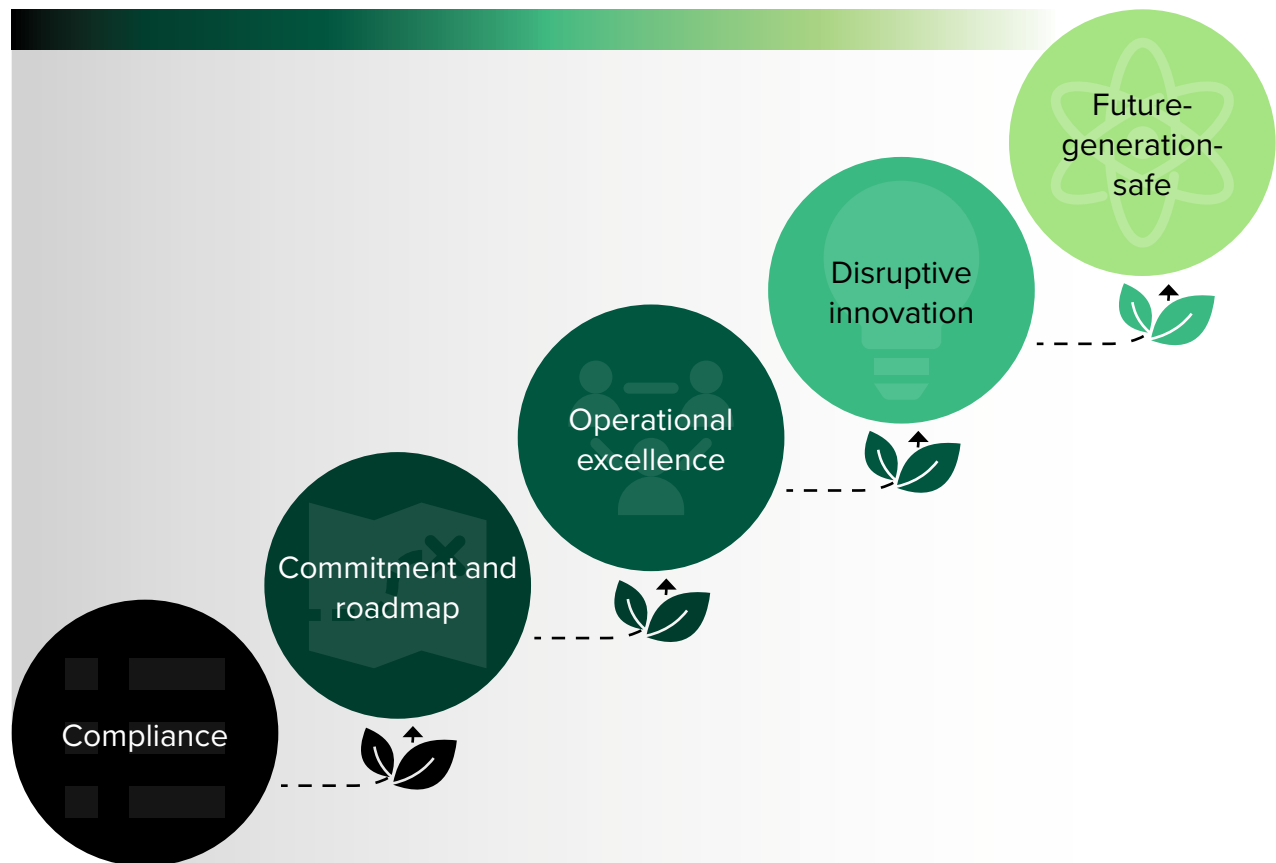 Future-
generation-
safe
Disruptive
innovation
Operational
excellence
Commitment and
roadmap
Compliance